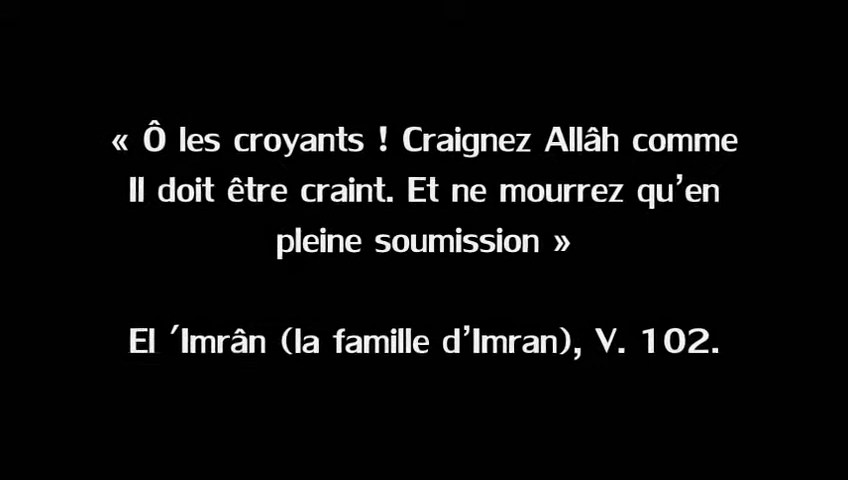 « Ô les croyants ! Craignez Allâh comme
Il doit être craint. Et ne mourrez qu’en
pleine soumission »
El ‘Imrân (la famille d’Imran), V. 102.